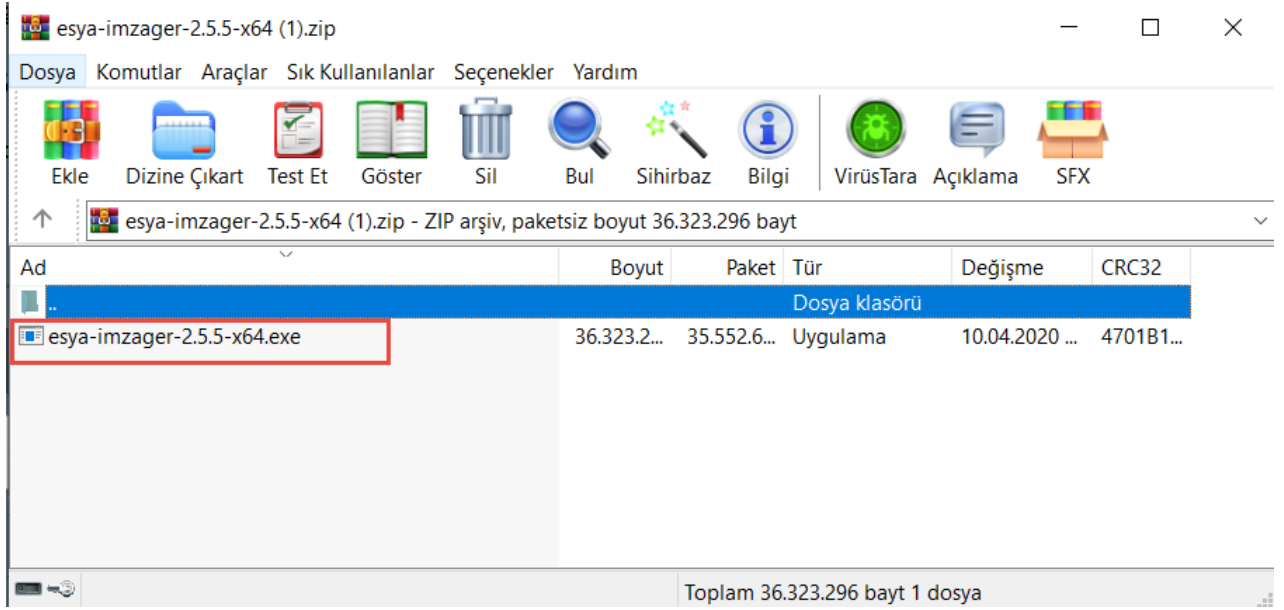 esya-imzager-2.5.5-x64 (1).zip
Dosya Komutlar Araçlar Sık Kullanılanlar Seçenekler Yardım
Ekle Dizine Çıkart Test Et Göster Sil Bul Sihirbaz Bilgi VirüsTara Açıklama SFX
esya-imzager-2.5.5-x64 (1).zip - ZIP arşiv, paketsiz boyut 36.323.296 bayt
Ad Boyut Paket Tür Değişme CRC32
.. Dosya klasörü
esya-imzager-2.5.5-x64.exe 36.323.2... 35.552.6... Uygulama 10.04.2020 ... 4701B1...
Toplam 36.323.296 bayt 1 dosya